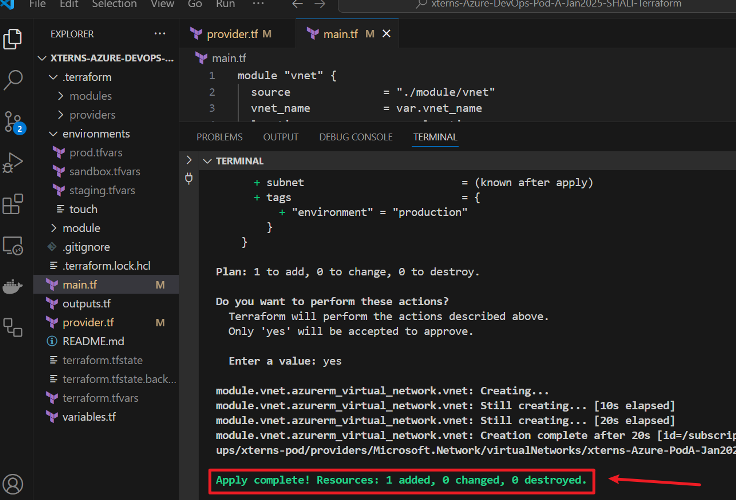 File Edit Selection View Go Run ··· xterns-Azure-DevOps-Pod-A-Jan2025-SHALI-Terraform
EXPLORER ···
XTERNS-AZURE-DEVOPS-...
.terraform
modules
providers
environments
prod.tfvars
sandbox.tfvars
staging.tfvars
touch
module
.gitignore
.terraform.lock.hcl
main.tf M
outputs.tf
provider.tf M
README.md
terraform.tfstate
terraform.tfstate.back...
terraform.tfvars
variables.tf
2
provider.tf M main.tf M
main.tf
1 module "vnet" {
2 source = "./module/vnet"
3 vnet_name = var.vnet_name
PROBLEMS OUTPUT DEBUG CONSOLE TERMINAL
TERMINAL
+ subnet = (known after apply)
+ tags = {
+ "environment" = "production"
}
}
Plan: 1 to add, 0 to change, 0 to destroy.
Do you want to perform these actions?
Terraform will perform the actions described above.
Only 'yes' will be accepted to approve.
Enter a value: yes
module.vnet.azurerm_virtual_network.vnet: Creating...
module.vnet.azurerm_virtual_network.vnet: Still creating... [10s elapsed]
module.vnet.azurerm_virtual_network.vnet: Still creating... [20s elapsed]
module.vnet.azurerm_virtual_network.vnet: Creation complete after 20s [id=/subscrip
ups/xterns-pod/providers/Microsoft.Network/virtualNetworks/xterns-Azure-PodA-Jan202
Apply complete! Resources: 1 added, 0 changed, 0 destroyed.